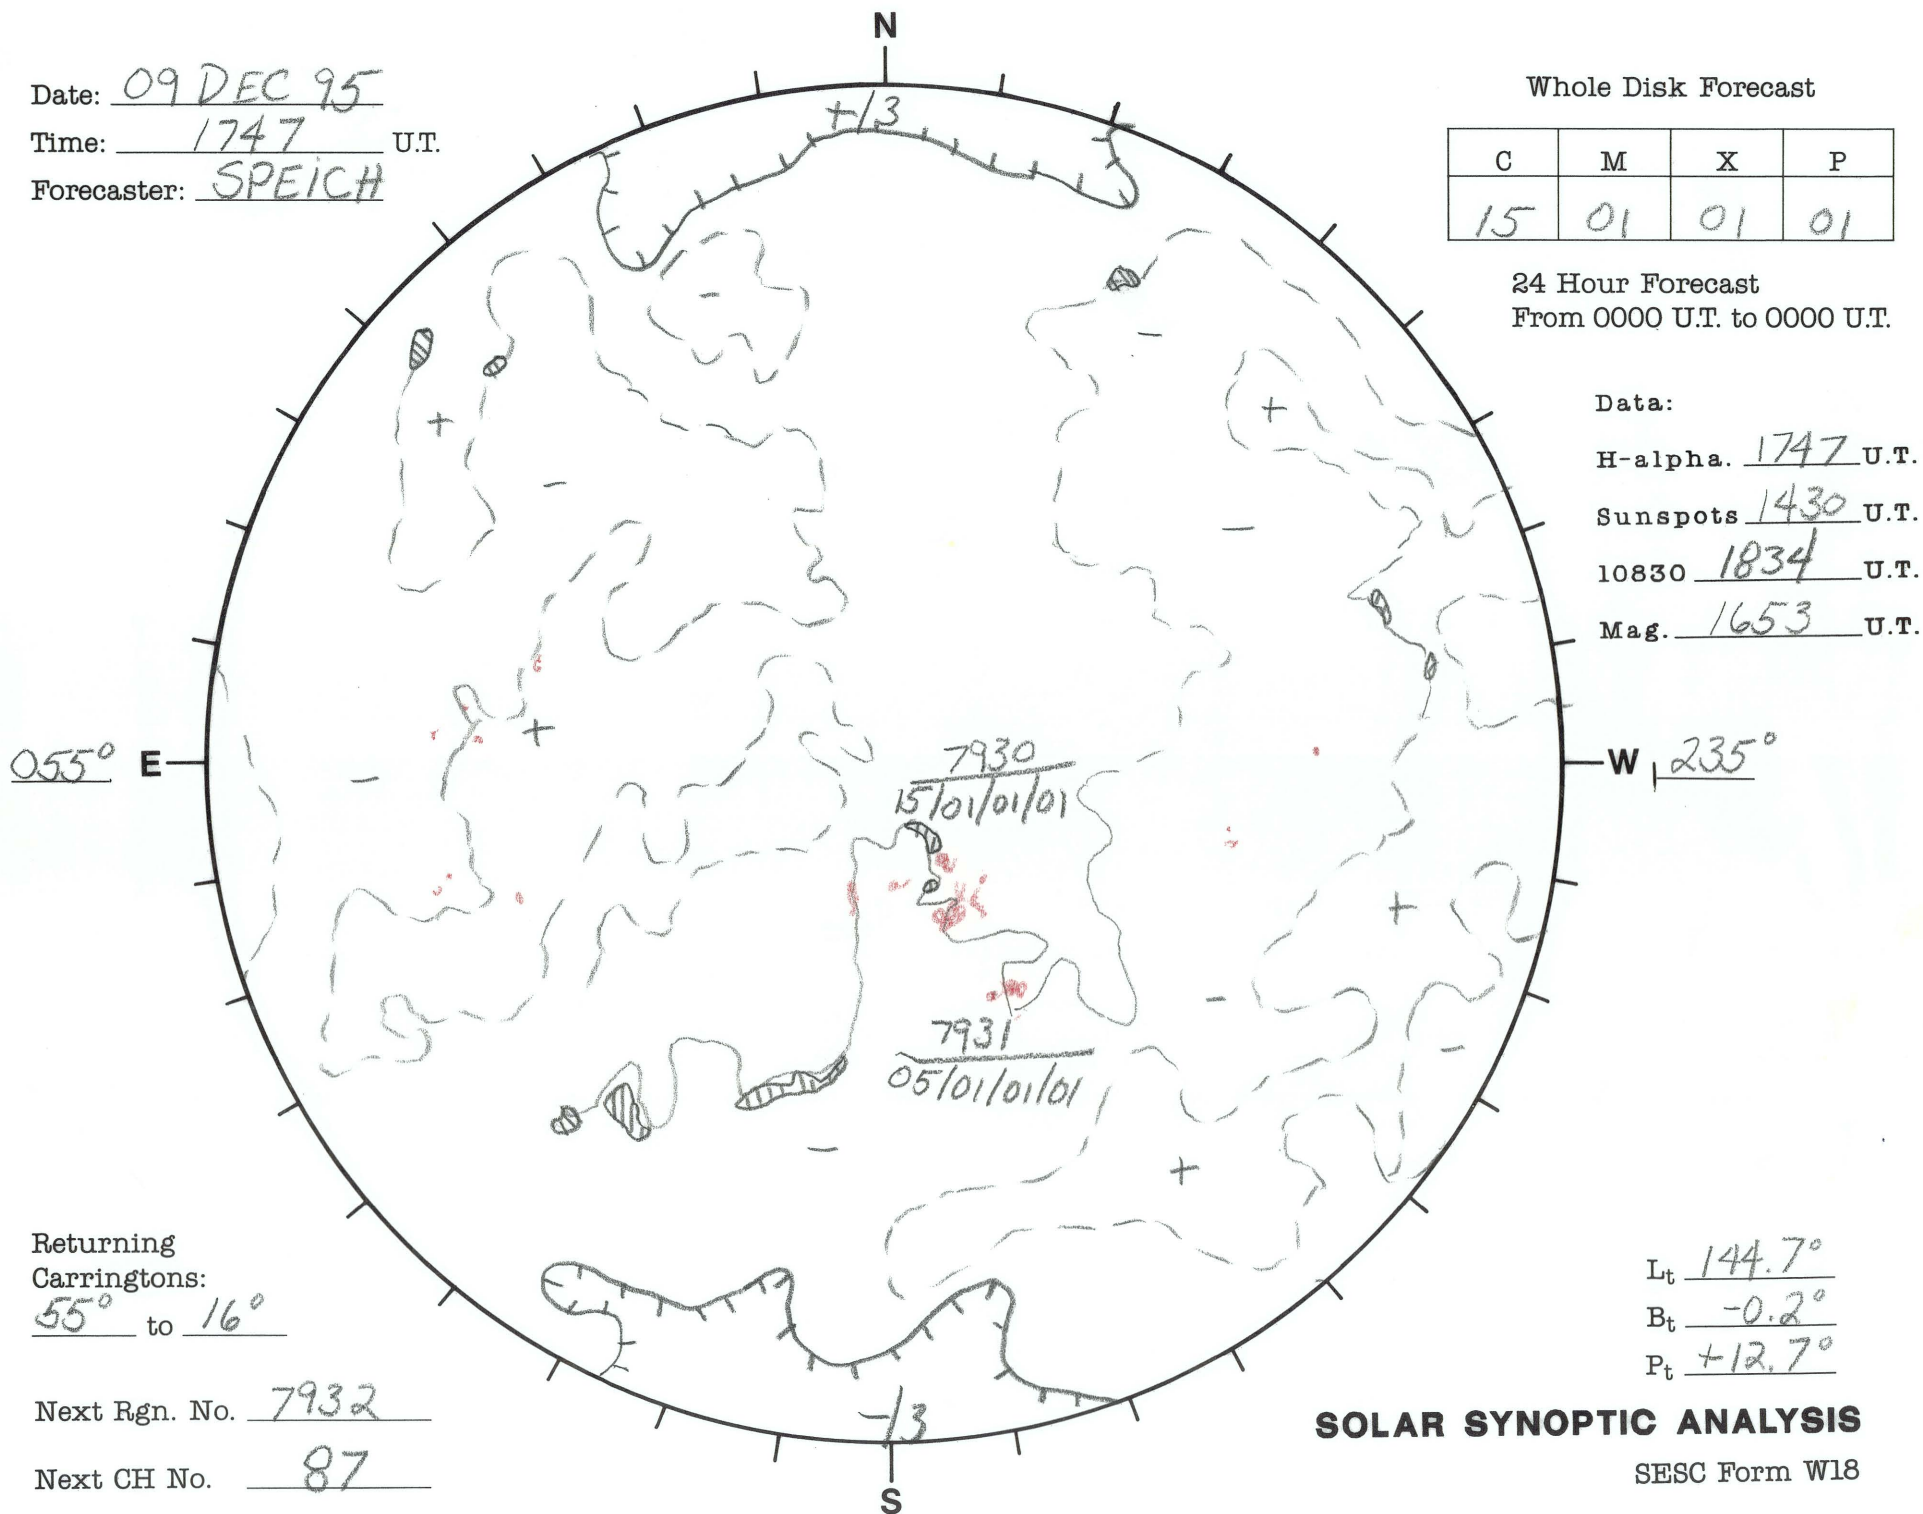 N
Date: 09 DEC 95
Time: 1747 U.T.
Forecaster: SPEICH
Whole Disk Forecast
C M X P
15 01 01 01
24 Hour Forecast
From 0000 U.T. to 0000 U.T.
Data:
H-alpha. 1747 U.T.
Sunspots 1430 U.T.
10830 1834 U.T.
Mag. 1653 U.T.
+/3
-
-
+
+
-
-
+
-
055° E
W 235°
7930
15/01/01/01
+
-
-
7931
05/01/01/01
-
+
Returning
Carringtons:
55° to 16°
Next Rgn. No. 7932
Next CH No. 87
-/3
S
Lt 144.7°
Bt -0.2°
Pt +12.7°
SOLAR SYNOPTIC ANALYSIS
SESC Form W18